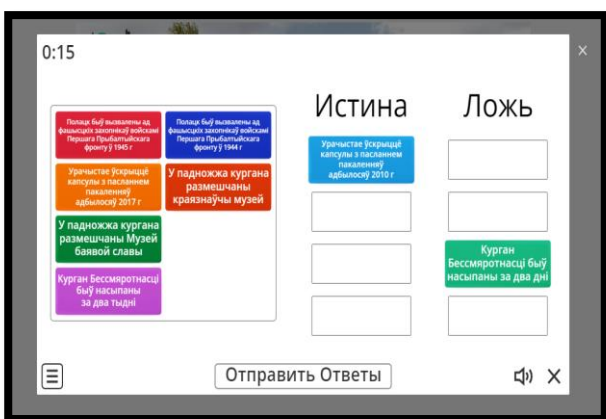 0:15
Истина
Ложь
Полацк быў вызвалены ад
фашысцкіх захопнікаў войскамі
Першага Прыбалтыйскага
фронту ў 1945 г
Полацк быў вызвалены ад
фашысцкіх захопнікаў войскамі
Першага Прыбалтыйскага
фронту ў 1944 г
Урачыстае ўскрыццё
капсулы з пасланнем
пакаленняў
адбылосяў 2017 г
У падножжа кургана
размешчаны
краязнаўчы музей
У падножжа кургана
размешчаны Музей
баявой славы
Курган Бессмяротнасці
быў насыпаны
за два тыдні
Урачыстае ўскрыццё
капсулы з пасланнем
пакаленняў
адбылосяў 2010 г
Курган
Бессмяротнасці быў
насыпаны за два дні
Отправить Ответы